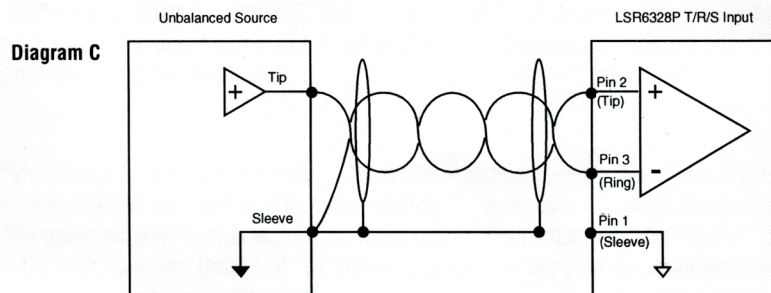 Unbalanced Source
LSR6328P T/R/S Input
Diagram C
Tip
+
Pin 2
(Tip)
+
Pin 3
(Ring)
-
Sleeve
Pin 1
(Sleeve)